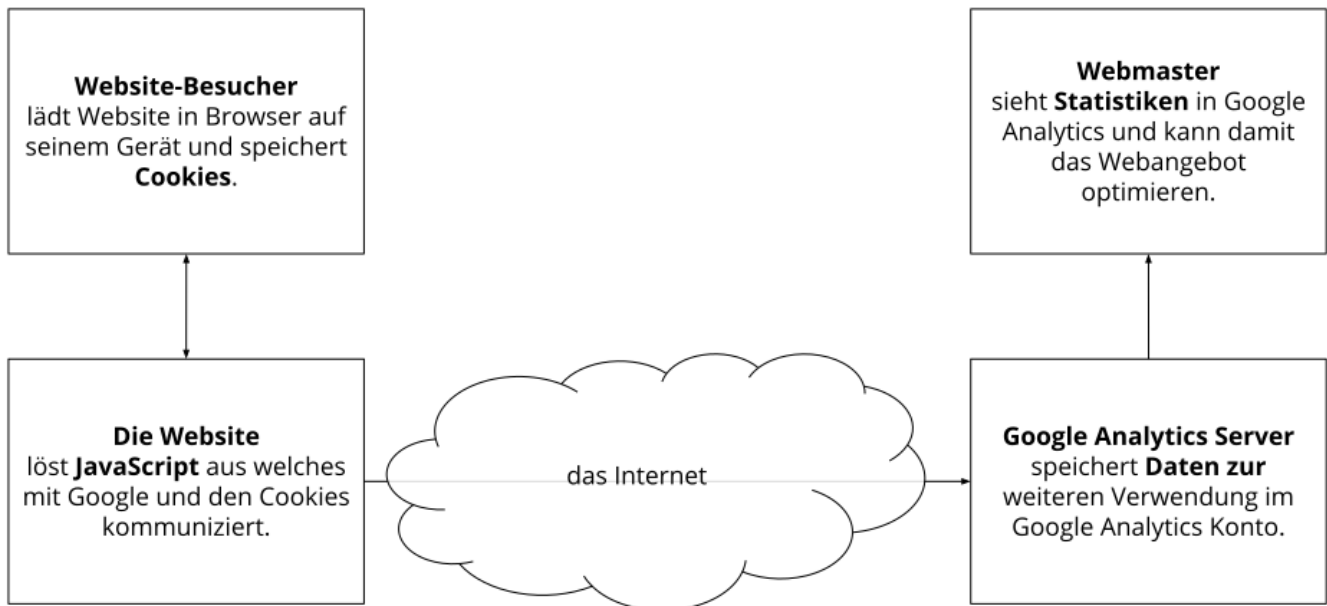 Website-Besucher
lädt Website in Browser auf
seinem Gerät und speichert
Cookies.
Webmaster
sieht Statistiken in Google
Analytics und kann damit
das Webangebot
optimieren.
Die Website
löst JavaScript aus welches
mit Google und den Cookies
kommuniziert.
das Internet
Google Analytics Server
speichert Daten zur
weiteren Verwendung im
Google Analytics Konto.